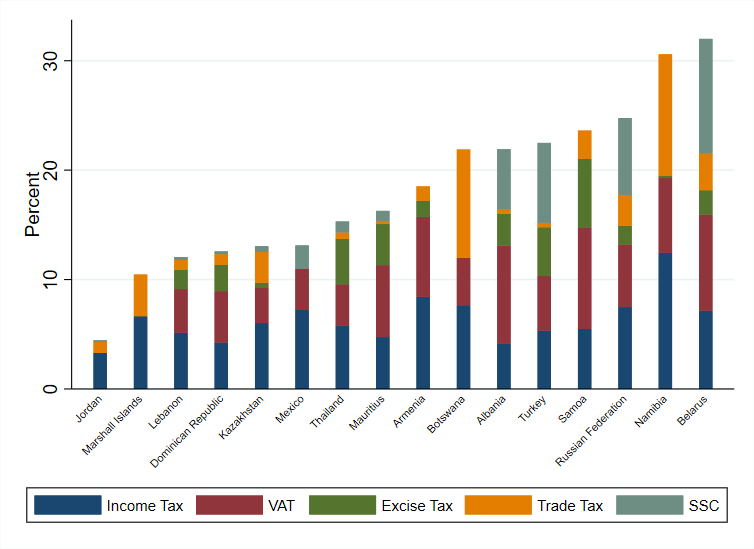 Percent
30
20
10
0
Jordan
Marshall Islands
Lebanon
Dominican Republic
Kazakhstan
Mexico
Thailand
Mauritius
Armenia
Botswana
Albania
Turkey
Samoa
Russian Federation
Namibia
Belarus
Income Tax VAT Excise Tax Trade Tax SSC